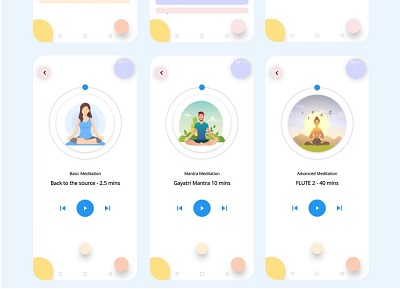 Basic Meditation
Back to the source - 2.5 mins
Mantra Meditation
Gayatri Mantra 10 mins
Advanced Meditation
FLUTE 2 - 40 mins